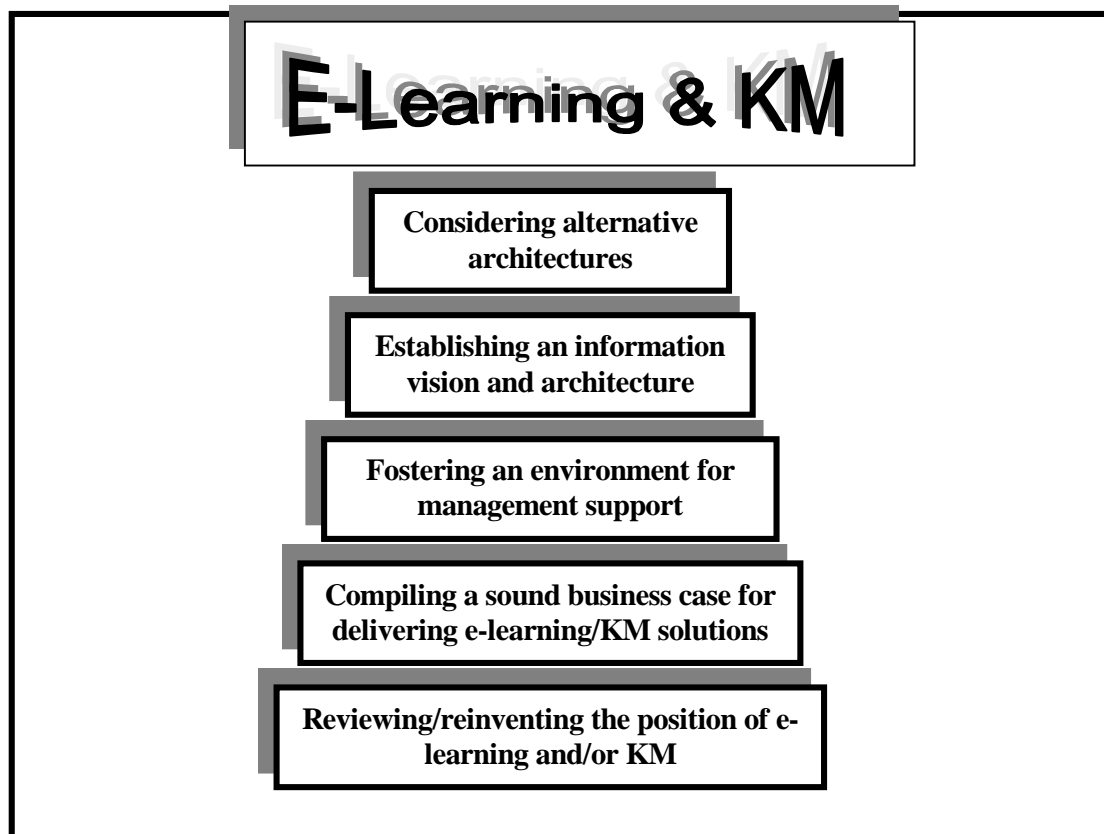 E-Learning & KM
Considering alternative
architectures
Establishing an information
vision and architecture
Fostering an environment for
management support
Compiling a sound business case for
delivering e-learning/KM solutions
Reviewing/reinventing the position of e-
learning and/or KM